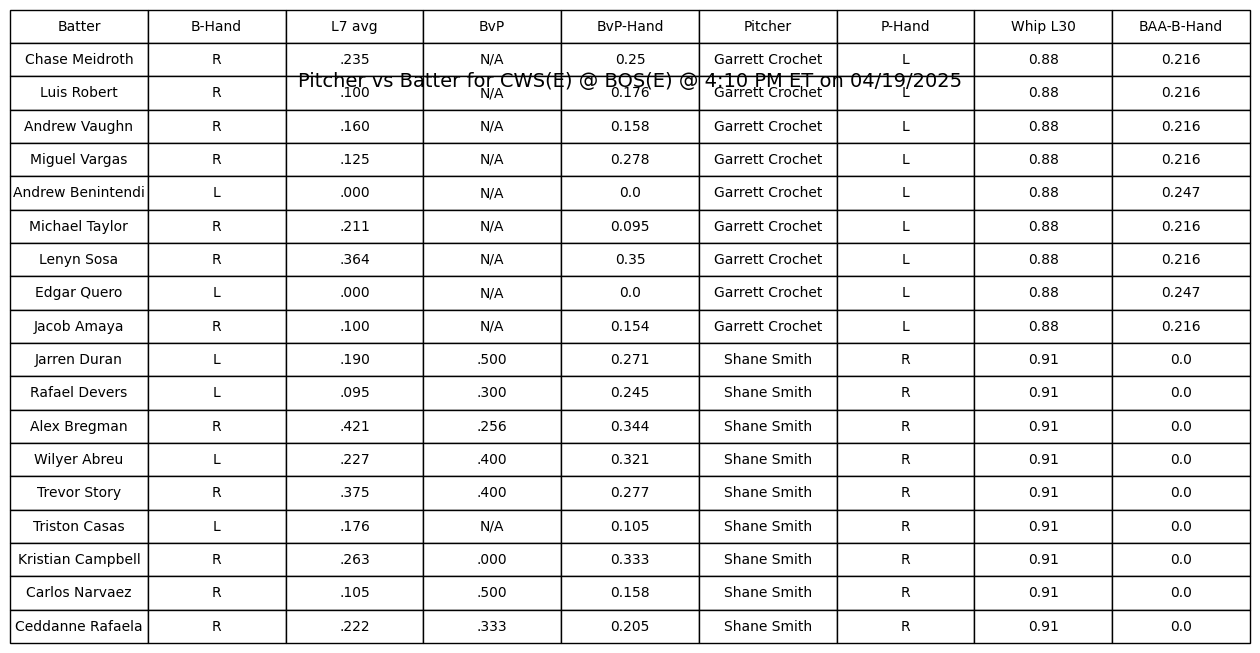 Batter B-Hand L7 avg BvP BvP-Hand Pitcher P-Hand Whip L30 BAA-B-Hand
Chase Meidroth R .235 N/A 0.25 Garrett Crochet L 0.88 0.216
Pitcher vs Batter for CWS(E) @ BOS(E) @ 4:10 PM ET on 04/19/2025
Luis Robert R .100 N/A 0.176 Garrett Crochet L 0.88 0.216
Andrew Vaughn R .160 N/A 0.158 Garrett Crochet L 0.88 0.216
Miguel Vargas R .125 N/A 0.278 Garrett Crochet L 0.88 0.216
Andrew Benintendi L .000 N/A 0.0 Garrett Crochet L 0.88 0.247
Michael Taylor R .211 N/A 0.095 Garrett Crochet L 0.88 0.216
Lenyn Sosa R .364 N/A 0.35 Garrett Crochet L 0.88 0.216
Edgar Quero L .000 N/A 0.0 Garrett Crochet L 0.88 0.247
Jacob Amaya R .100 N/A 0.154 Garrett Crochet L 0.88 0.216
Jarren Duran L .190 .500 0.271 Shane Smith R 0.91 0.0
Rafael Devers L .095 .300 0.245 Shane Smith R 0.91 0.0
Alex Bregman R .421 .256 0.344 Shane Smith R 0.91 0.0
Wilyer Abreu L .227 .400 0.321 Shane Smith R 0.91 0.0
Trevor Story R .375 .400 0.277 Shane Smith R 0.91 0.0
Triston Casas L .176 N/A 0.105 Shane Smith R 0.91 0.0
Kristian Campbell R .263 .000 0.333 Shane Smith R 0.91 0.0
Carlos Narvaez R .105 .500 0.158 Shane Smith R 0.91 0.0
Ceddanne Rafaela R .222 .333 0.205 Shane Smith R 0.91 0.0